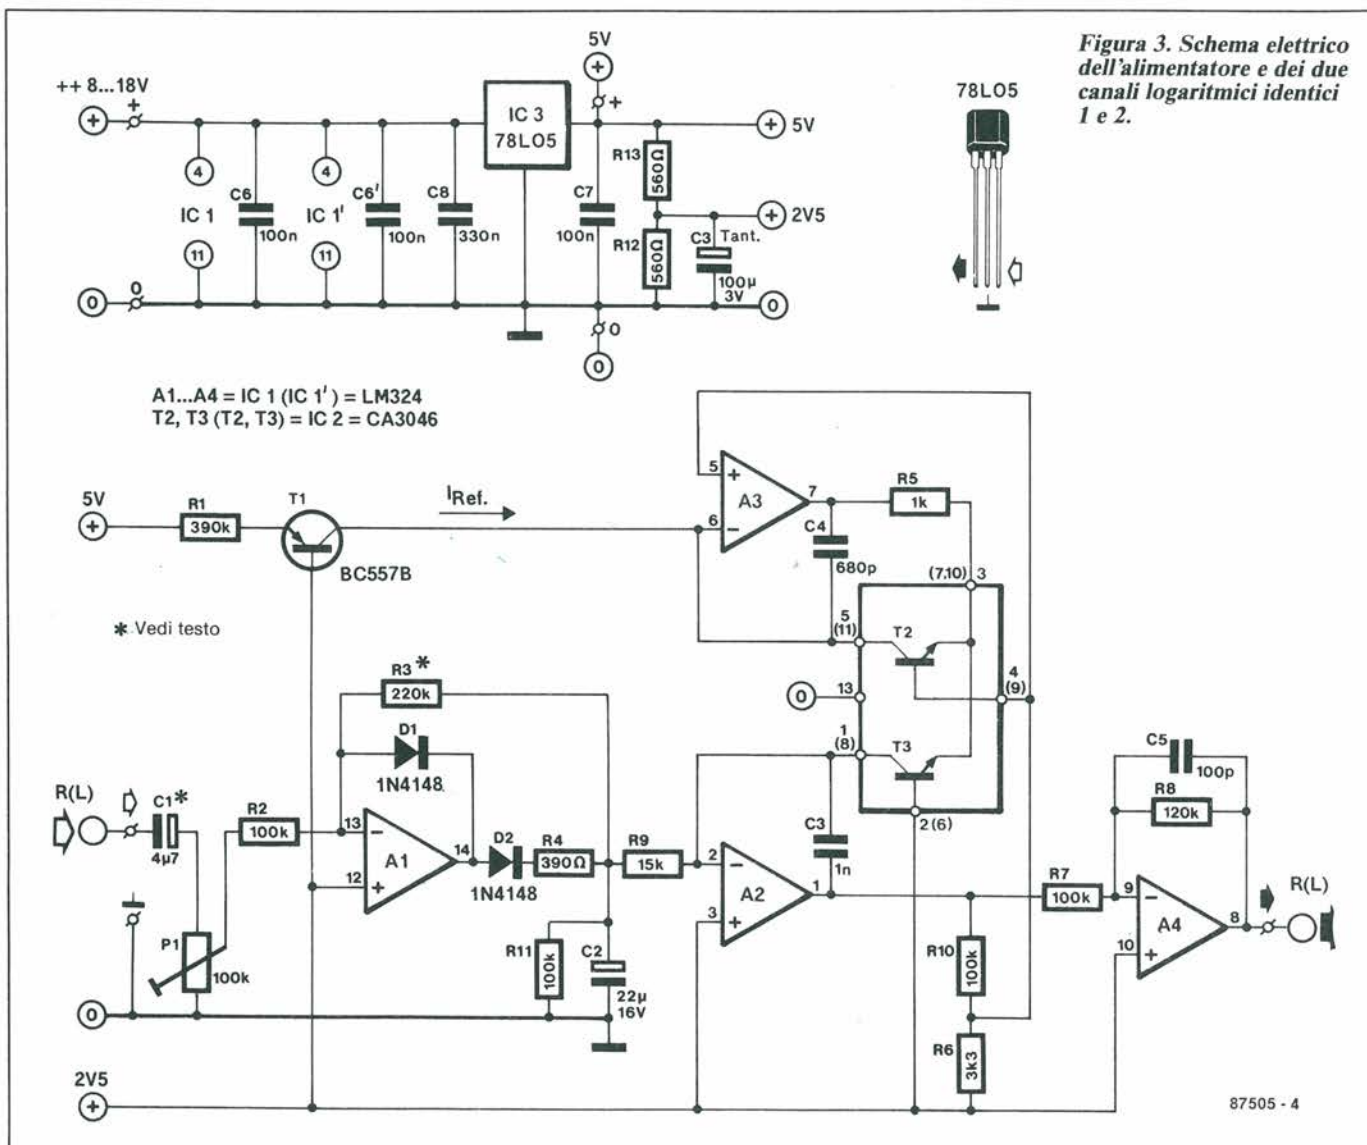 Figura 3. Schema elettrico
dell'alimentatore e dei due
canali logaritmici identici
1 e 2.
5V
++ 8...18V
+
+
+
+
IC 3
78LO5
78LO5
+
5V
4
4
R13
560Ω
IC 1
C6
100n
IC 1'
C6'
100n
C8
330n
C7
100n
+
2V5
11
11
R12
560Ω
C3
Tant.
100µ
3V
0
0
0
0
0
A1...A4 = IC 1 (IC 1') = LM324
T2, T3 (T2, T3) = IC 2 = CA3046
5V
+
R1
390k
T1
BC557B
IRef.
5
+
A3
7
6
−
R5
1k
C4
680p
(7.10) 3
* Vedi testo
5
(11)
T2
4
(9)
0
13
1
(8)
T3
2 (6)
R3*
220k
D1
1N4148
R(L)
C1*
4µ7
R2
100k
13
−
A1
14
12
+
D2
1N4148
R4
390Ω
R9
15k
2
−
A2
1
3
+
C3
1n
C5
100p
R8
120k
R7
100k
9
−
A4
8
10
+
R(L)
P1
100k
R11
100k
C2
22µ
16V
R10
100k
R6
3k3
0
2V5
+
87505 - 4